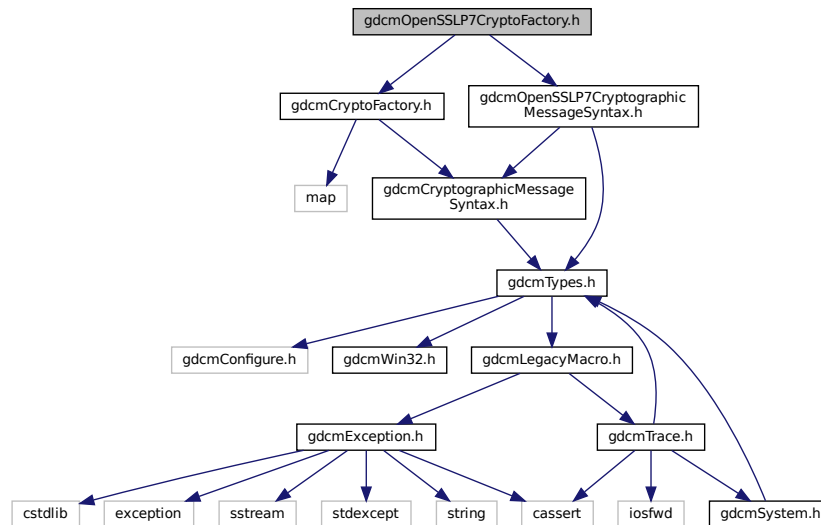 gdcmOpenSSLP7CryptoFactory.h
gdcmCryptoFactory.h
gdcmOpenSSLP7Cryptographic
MessageSyntax.h
map
gdcmCryptographicMessage
Syntax.h
gdcmTypes.h
gdcmConfigure.h
gdcmWin32.h
gdcmLegacyMacro.h
gdcmException.h
gdcmTrace.h
cstdlib
exception
sstream
stdexcept
string
cassert
iosfwd
gdcmSystem.h